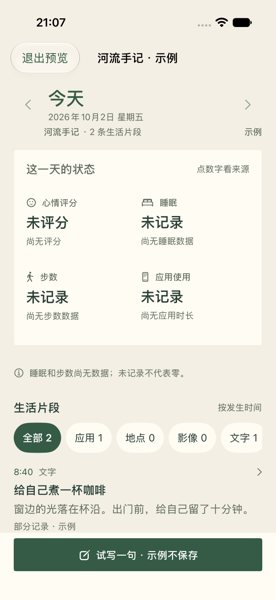 21:07
退出预览
河流手记 · 示例
今天
2026年10月2日 星期五
河流手记 · 2 条生活片段
示例
这一天的状态
点数字看来源
心情评分
睡眠
未评分
未记录
尚无评分
尚无睡眠数据
步数
应用使用
未记录
未记录
尚无步数数据
尚无应用时长
睡眠和步数尚无数据；未记录不代表零。
生活片段
按发生时间
全部 2
应用 1
地点 0
影像 0
文字 1
8:40 文字
给自己煮一杯咖啡
窗边的光落在杯沿。出门前，给自己留了十分钟。
部分记录 · 示例
试写一句 · 示例不保存